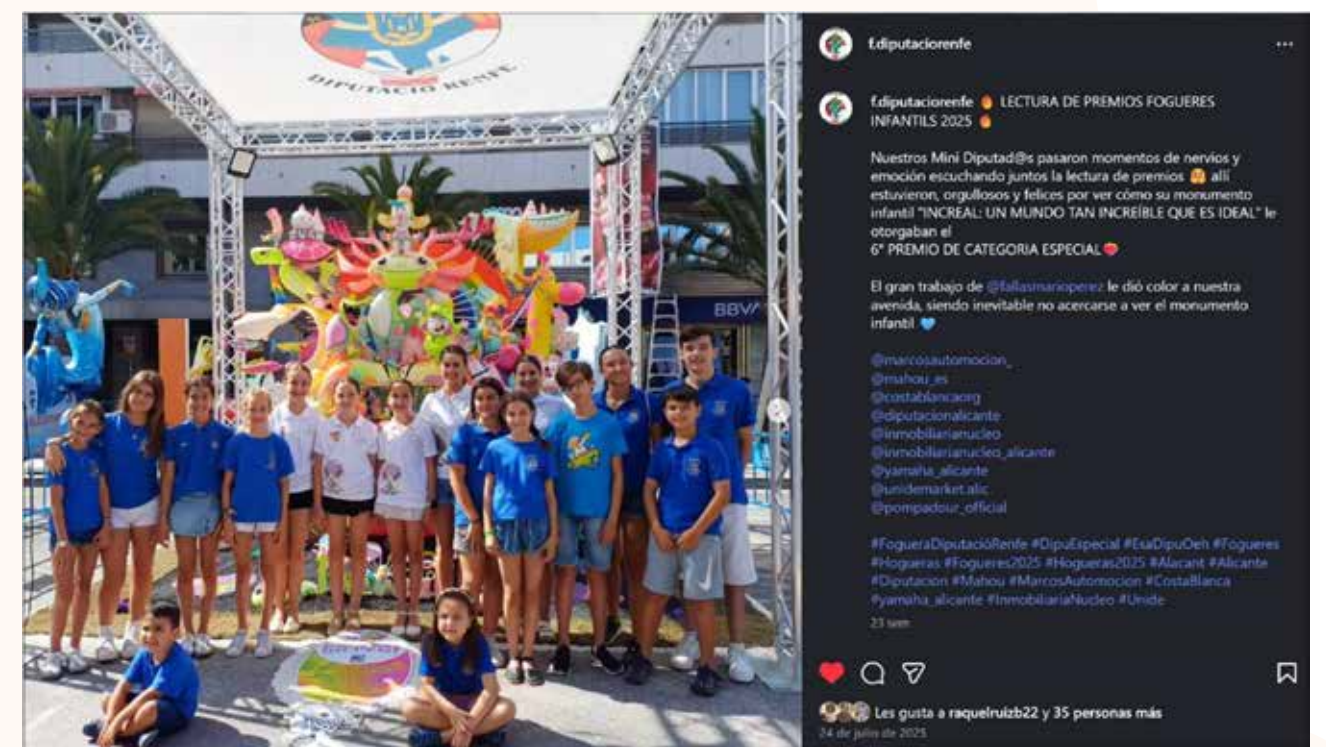 DIPUTACIÓ RENFE
BBVA
f.diputaciorenfe
f.diputaciorenfe 🔥 LECTURA DE PREMIOS FOGUERES
INFANTILS 2025 🔥
Nuestros Mini Diputad@s pasaron momentos de nervios y
emoción escuchando juntos la lectura de premios 🤗 allí
estuvieron, orgullosos y felices por ver cómo su monumento
infantil "INCREAL: UN MUNDO TAN INCREÍBLE QUE ES IDEAL" le
otorgaban el
6º PREMIO DE CATEGORIA ESPECIAL❤️
El gran trabajo de @fallasmarioperez le dió color a nuestra
avenida, siendo inevitable no acercarse a ver el monumento
infantil 🩵
@marcosautomocion_
@mahou_es
@costablancaorg
@diputacionalicante
@inmobiliarianucleo
@inmobiliarianucleo_alicante
@yamaha_alicante
@unidemarket.alic
@pompadour_official
#FogueraDiputacióRenfe #DipuEspecial #EsaDipuOeh #Fogueres
#Hogueras #Fogueres2025 #Hogueras2025 #Alacant #Alicante
#Diputacion #Mahou #MarcosAutomocion #CostaBlanca
#yamaha_alicante #InmobiliariaNucleo #Unide
23 sem
Les gusta a raquelruizb22 y 35 personas más
24 de julio de 2025